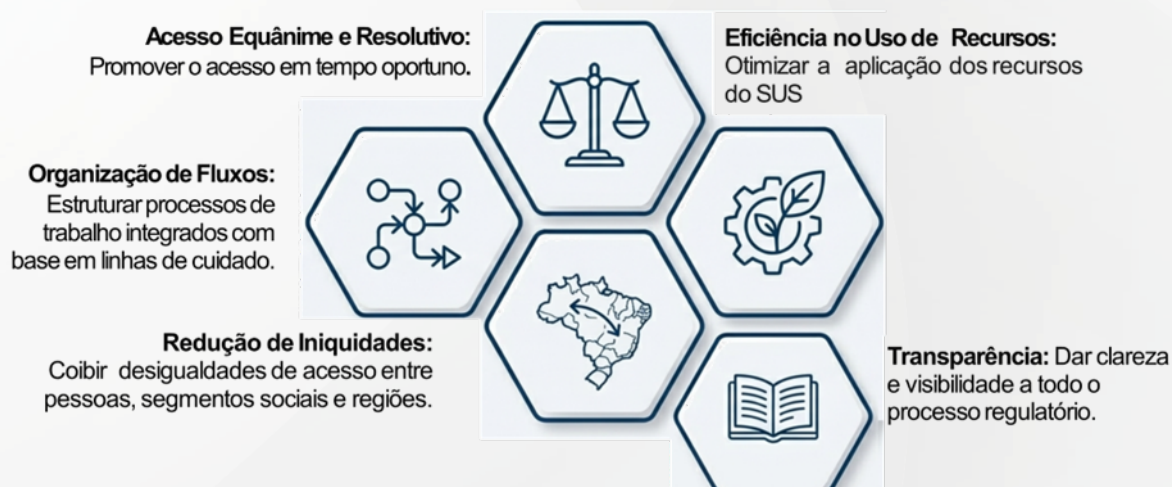 Acesso Equânime e Resolutivo:
Promover o acesso em tempo oportuno.
Eficiência no Uso de Recursos:
Otimizar a aplicação dos recursos
do SUS
Organização de Fluxos:
Estruturar processos de
trabalho integrados com
base em linhas de cuidado.
Redução de Iniquidades:
Coibir desigualdades de acesso entre
pessoas, segmentos sociais e regiões.
Transparência: Dar clareza
e visibilidade a todo o
processo regulatório.